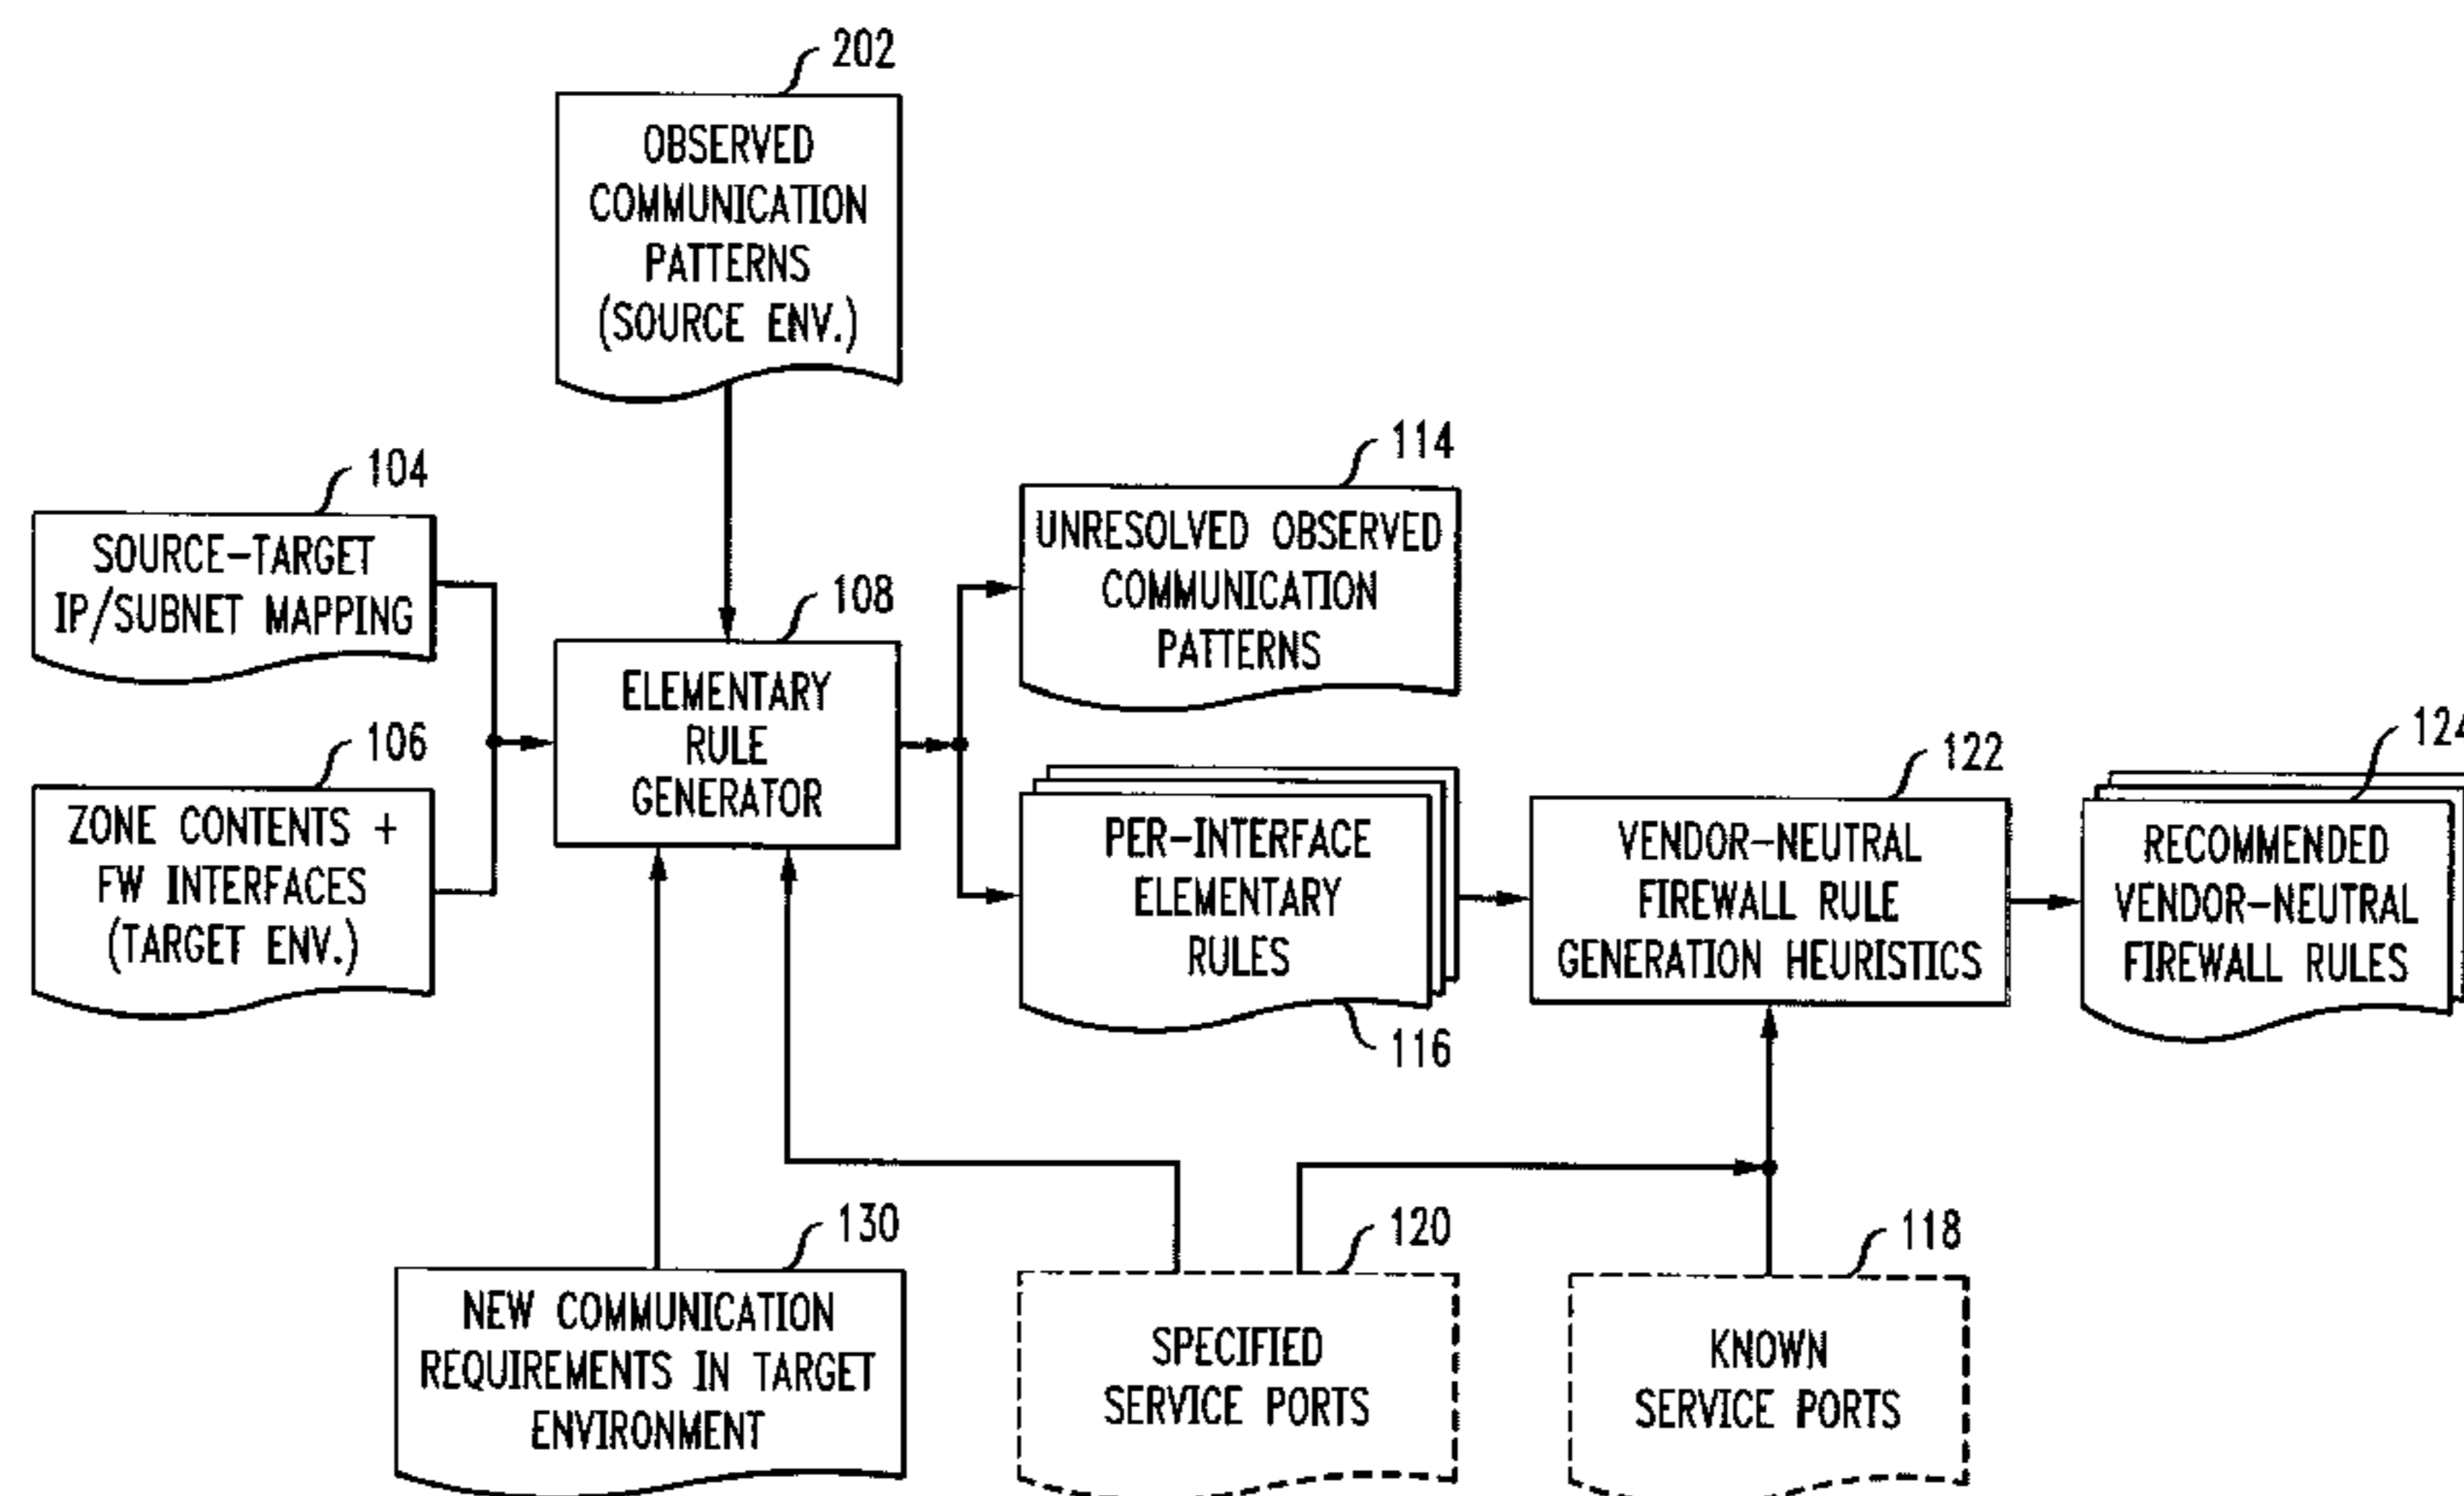 202
OBSERVED
COMMUNICATION
PATTERNS
(SOURCE ENV.)
104
SOURCE-TARGET
IP/SUBNET MAPPING
106
ZONE CONTENTS +
FW INTERFACES
(TARGET ENV.)
108
ELEMENTARY
RULE
GENERATOR
114
UNRESOLVED OBSERVED
COMMUNICATION
PATTERNS
PER-INTERFACE
ELEMENTARY
RULES
116
122
VENDOR-NEUTRAL
FIREWALL RULE
GENERATION HEURISTICS
124
RECOMMENDED
VENDOR-NEUTRAL
FIREWALL RULES
130
NEW COMMUNICATION
REQUIREMENTS IN TARGET
ENVIRONMENT
120
SPECIFIED
SERVICE PORTS
118
KNOWN
SERVICE PORTS